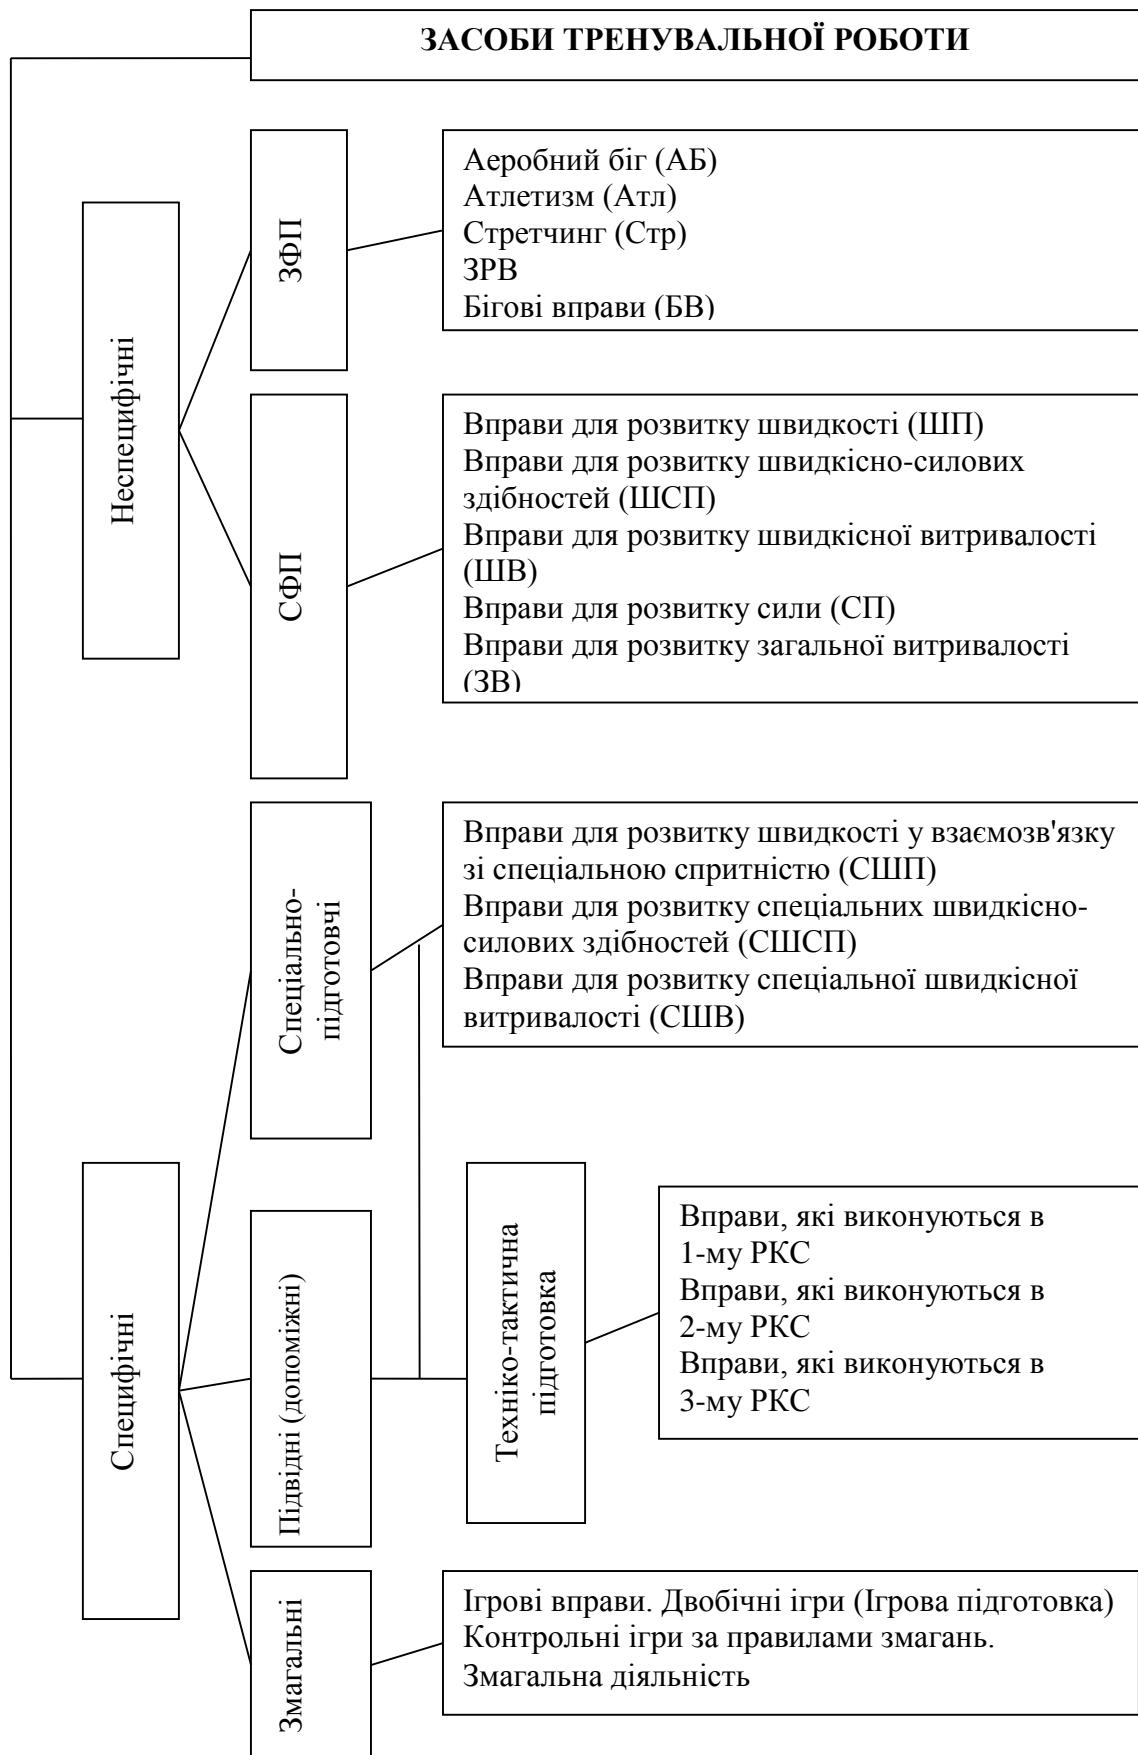 ЗАСОБИ ТРЕНУВАЛЬНОЇ РОБОТИ
Неспецифічні
ЗФП
Аеробний біг (АБ)
Атлетизм (Атл)
Стретчинг (Стр)
ЗРВ
Бігові вправи (БВ)
СФП
Вправи для розвитку швидкості (ШП)
Вправи для розвитку швидкісно-силових
здібностей (ШСП)
Вправи для розвитку швидкісної витривалості
(ШВ)
Вправи для розвитку сили (СП)
Вправи для розвитку загальної витривалості
(ЗВ)
Специфічні
Спеціально-
підготовчі
Вправи для розвитку швидкості у взаємозв'язку
зі спеціальною спритністю (СШП)
Вправи для розвитку спеціальних швидкісно-
силових здібностей (СШСП)
Вправи для розвитку спеціальної швидкісної
витривалості (СШВ)
Підвідні (допоміжні)
Техніко-тактична
підготовка
Вправи, які виконуються в
1-му РКС
Вправи, які виконуються в
2-му РКС
Вправи, які виконуються в
3-му РКС
Змагальні
Ігрові вправи. Двобічні ігри (Ігрова підготовка)
Контрольні ігри за правилами змагань.
Змагальна діяльність